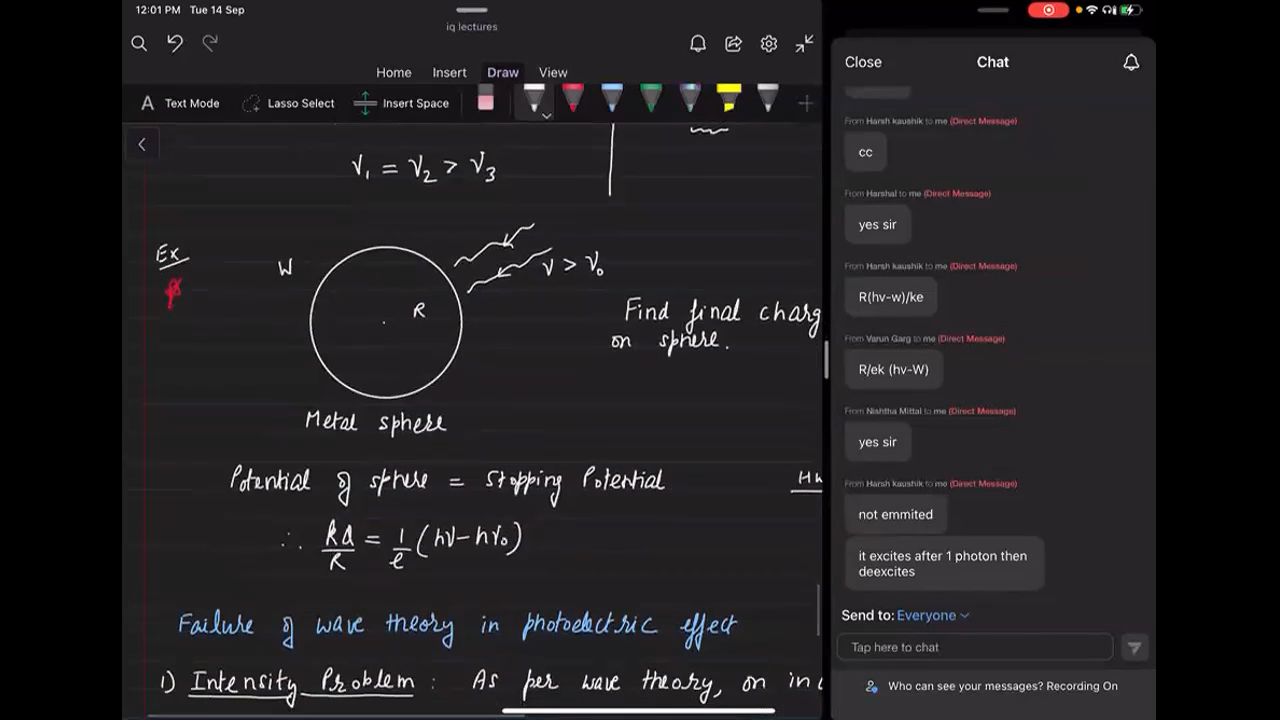 12:01 PM Tue 14 Sep
iq lectures
Home Insert Draw View
A Text Mode Lasso Select Insert Space
ν₁ = ν₂ > ν₃
Ex
W
R
ν > ν₀
Find final charg
on sphere.
Metal sphere
Potential of sphere = Stopping Potential
∴ kQ/R = 1/e (hν - hν₀)
Failure of wave theory in photoelectric effect
1) Intensity Problem : As per wave theory, on in
Close Chat
From Harsh kaushik to me (Direct Message)
cc
From Harshal to me (Direct Message)
yes sir
From Harsh kaushik to me (Direct Message)
R(hv-w)/ke
From Varun Garg to me (Direct Message)
R/ek (hv-W)
From Nishtha Mittal to me (Direct Message)
yes sir
From Harsh kaushik to me (Direct Message)
not emmited
it excites after 1 photon then
deexcites
Send to: Everyone
Tap here to chat
Who can see your messages? Recording On